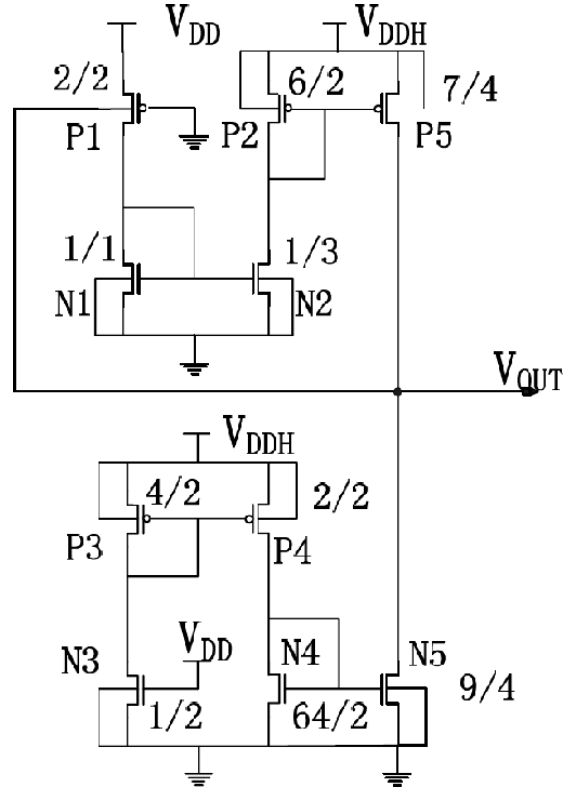 V_DD V_DDH
2/2 6/2 7/4
P1 P2 P5
1/1 1/3
N1 N2
V_OUT
V_DDH
4/2 2/2
P3 P4
V_DD
N3 N4 N5
1/2 64/2 9/4